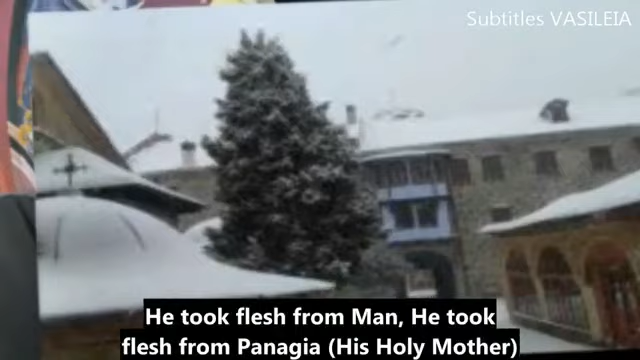 Subtitles VASILEIA
He took flesh from Man, He took
flesh from Panagia (His Holy Mother)